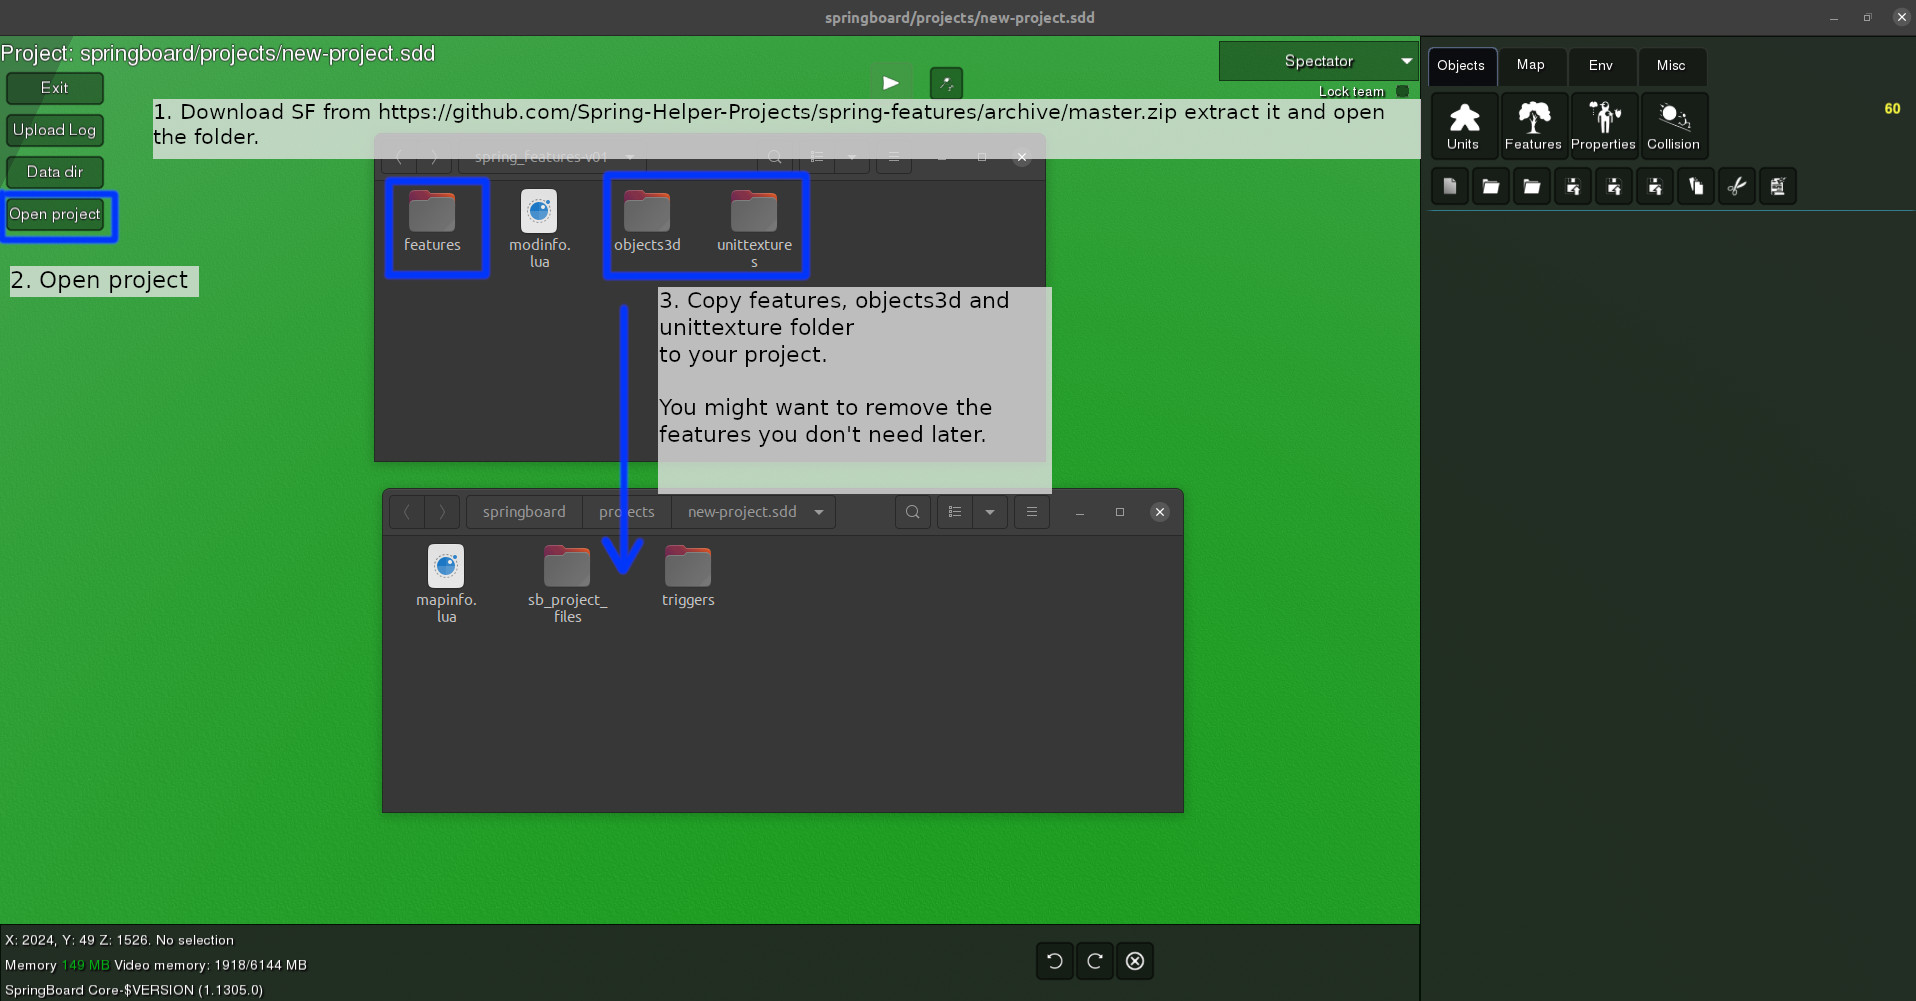 springboard/projects/new-project.sdd
Project: springboard/projects/new-project.sdd
Exit
Upload Log
Data dir
Open project
2. Open project
Spectator
Lock team
1. Download SF from https://github.com/Spring-Helper-Projects/spring-features/archive/master.zip extract it and open
the folder.
spring_features-v01
features
modinfo.
lua
objects3d
unittexture
s
3. Copy features, objects3d and
unittexture folder
to your project.
You might want to remove the
features you don't need later.
springboard
projects
new-project.sdd
mapinfo.
lua
sb_project_
files
triggers
Objects
Map
Env
Misc
60
Units
Features
Properties
Collision
X: 2024, Y: 49 Z: 1526. No selection
Memory 149 MB Video memory: 1918/6144 MB
SpringBoard Core-$VERSION (1.1305.0)